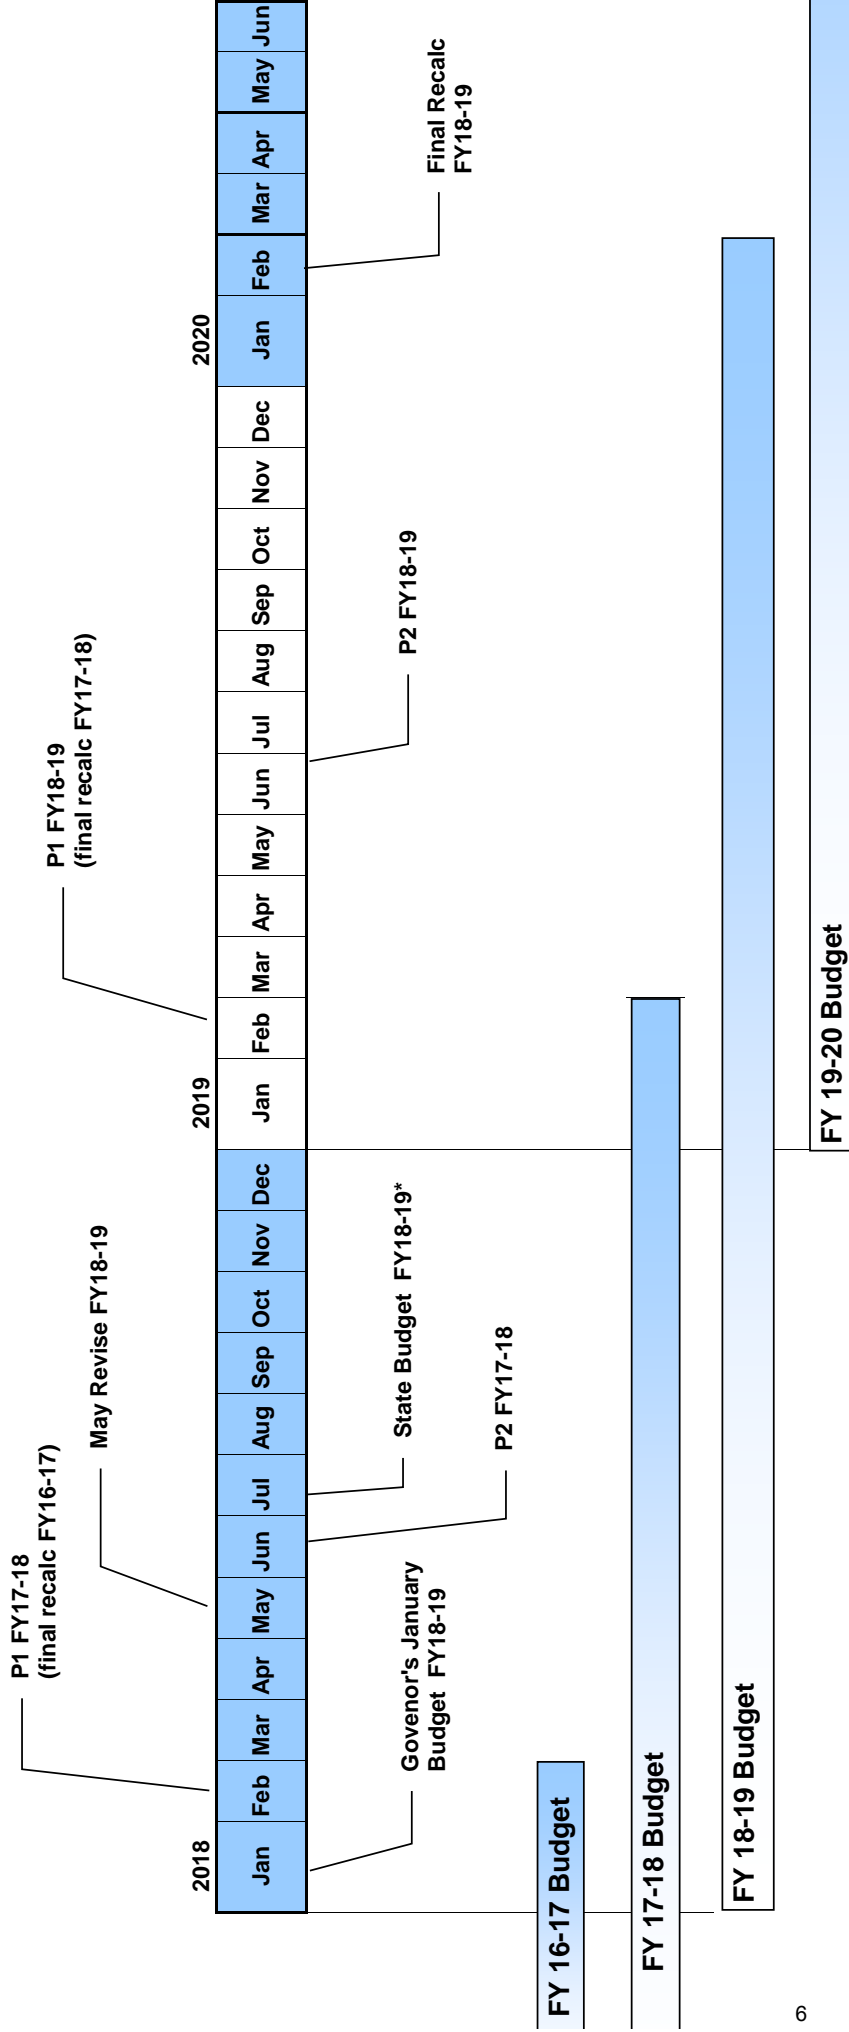 P1 FY17-18
(final recalc FY16-17)
May Revise FY18-19
P1 FY18-19
(final recalc FY17-18)
2018
2019
2020
Jan
Feb
Mar
Apr
May
Jun
Jul
Aug
Sep
Oct
Nov
Dec
Jan
Feb
Mar
Apr
May
Jun
Jul
Aug
Sep
Oct
Nov
Dec
Jan
Feb
Mar
Apr
May
Jun
Govenor's January
Budget FY18-19
State Budget FY18-19*
P2 FY17-18
P2 FY18-19
Final Recalc
FY18-19
FY 16-17 Budget
FY 17-18 Budget
FY 18-19 Budget
FY 19-20 Budget
6